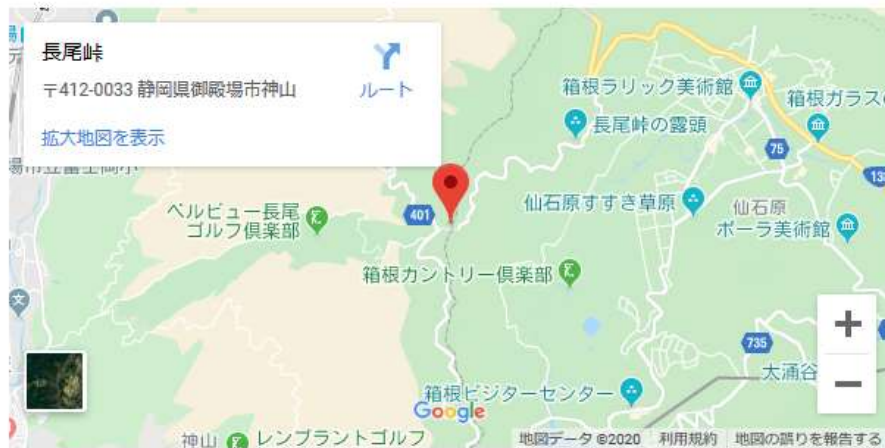 長尾峠
〒412-0033 静岡県御殿場市神山
ルート
拡大地図を表示
箱根ラリック美術館
箱根ガラスの
長尾峠の露頭
75
138
401
ベルビュー長尾
ゴルフ倶楽部
仙石原すすき草原
仙石原
ポーラ美術館
箱根カントリー倶楽部
+
735
大涌谷
−
箱根ビジターセンター
Google
神山
レンブラントゴルフ
地図データ ©2020
利用規約
地図の誤りを報告する